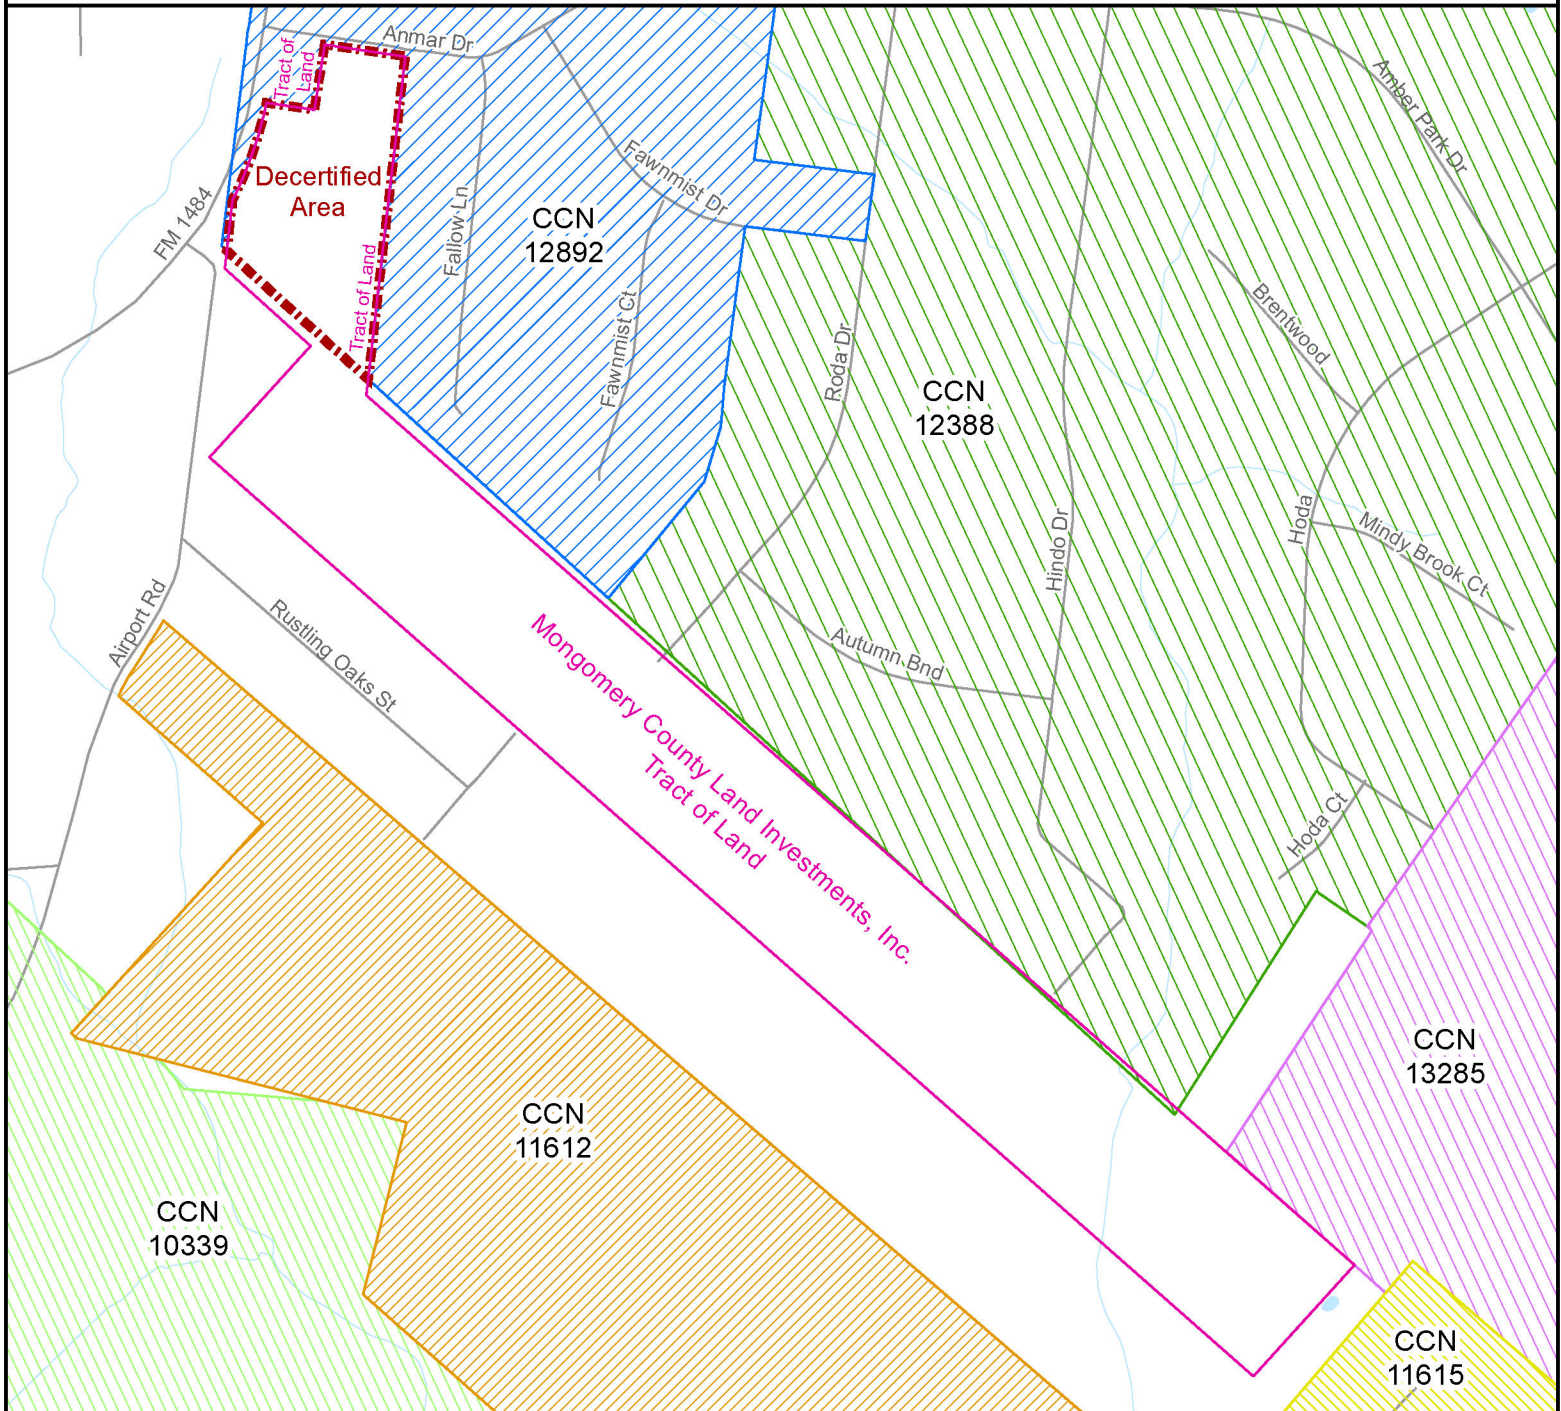 Anmar Dr
Tract of
Land
Decertified
Area
Tract of Land
FM 1484
Fallow Ln
Fawnmist Dr
CCN
12892
Fawnmist Ct
Roda Dr
Amber Park Dr
Brentwood
CCN
12388
Hindo Dr
Hoda
Mindy Brook Ct
Airport Rd
Rustling Oaks St
Autumn Bnd
Mongomery County Land Investments, Inc.
Tract of Land
Hoda Ct
CCN
13285
CCN
11612
CCN
10339
CCN
11615